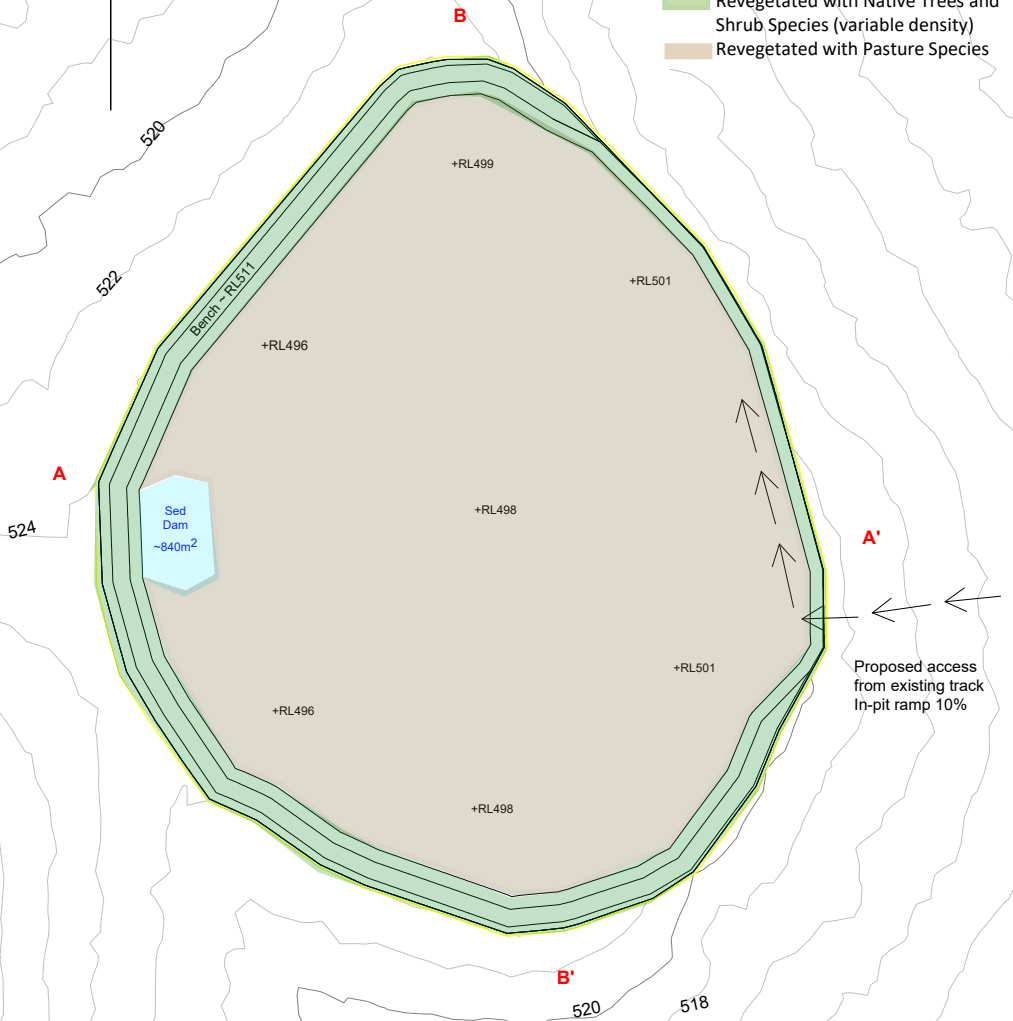 B
Revegetated with Native Trees and
Shrub Species (variable density)
Revegetated with Pasture Species
520
+RL499
522
Bench ~ RL511
+RL501
+RL496
A
524
Sed
Dam
~840m2
+RL498
A'
+RL501
Proposed access
from existing track
In-pit ramp 10%
+RL496
+RL498
B'
520
518